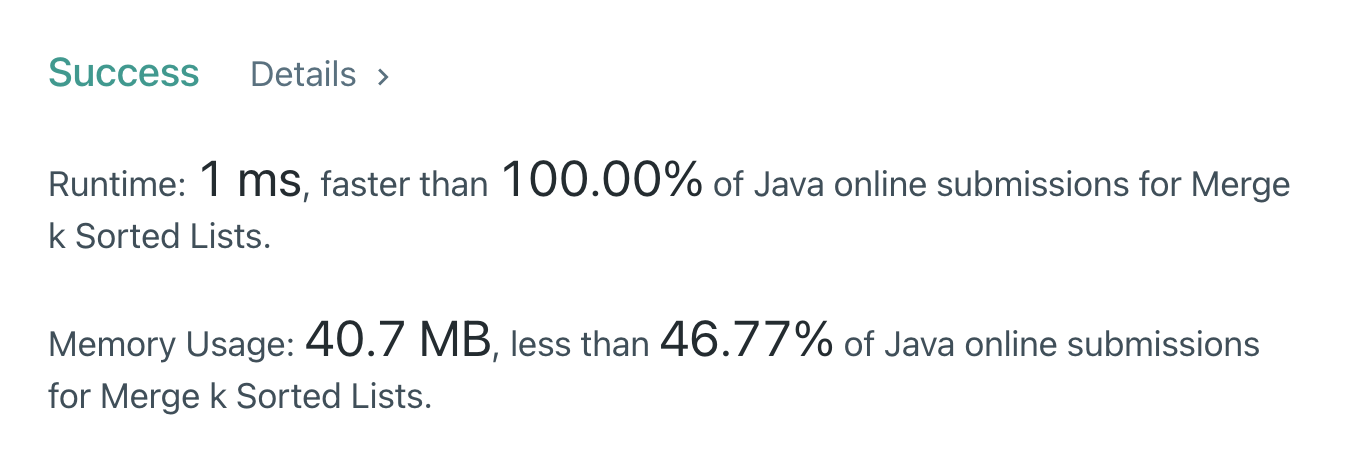 Success Details >
Runtime: 1 ms, faster than 100.00% of Java online submissions for Merge
k Sorted Lists.
Memory Usage: 40.7 MB, less than 46.77% of Java online submissions
for Merge k Sorted Lists.